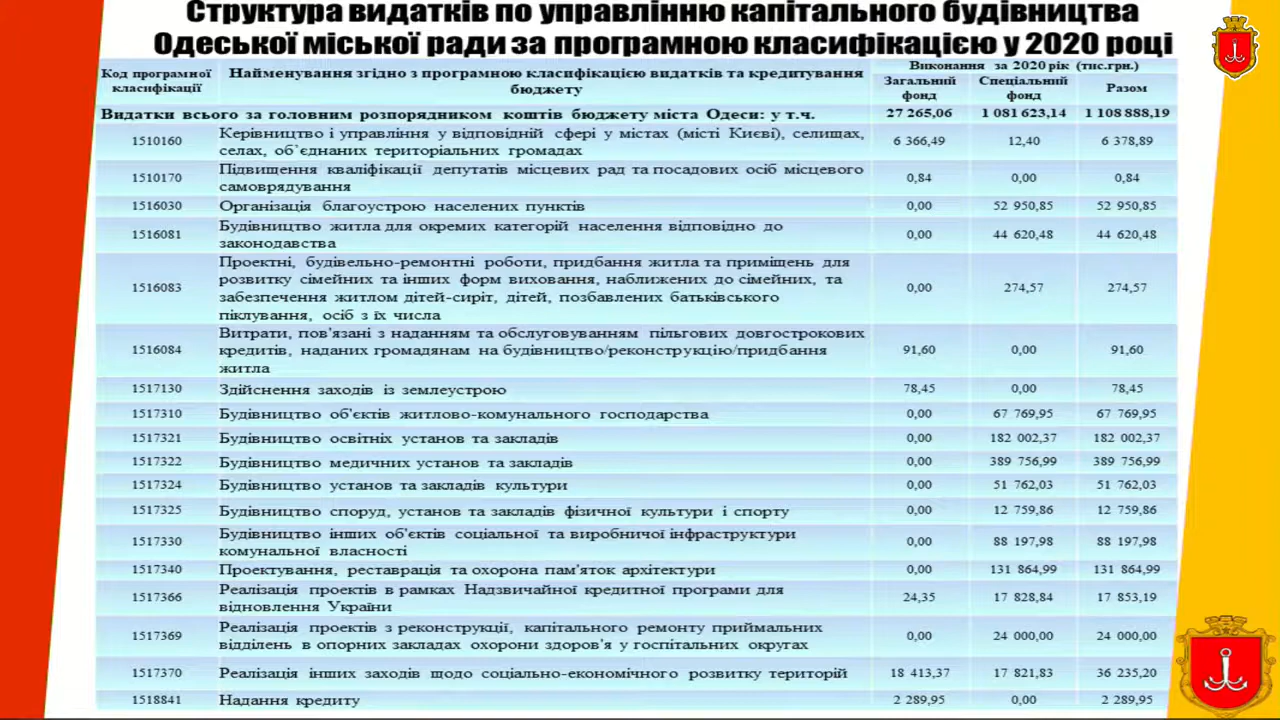 Структура видатків по управлінню капітального будівництва
Одеської міської ради за програмною класифікацією у 2020 році
Код програмної класифікації Найменування згідно з програмною класифікацією видатків та кредитування бюджету Виконання за 2020 рік (тис.грн.)
Загальний фонд Спеціальний фонд Разом
Видатки всього за головним розпорядником коштів бюджету міста Одеси: у т.ч. 27 265,06 1 081 623,14 1 108 888,19
1510160 Керівництво і управління у відповідній сфері у містах (місті Києві), селищах,
селах, об’єднаних територіальних громадах 6 366,49 12,40 6 378,89
1510170 Підвищення кваліфікації депутатів місцевих рад та посадових осіб місцевого
самоврядування 0,84 0,00 0,84
1516030 Організація благоустрою населених пунктів 0,00 52 950,85 52 950,85
1516081 Будівництво житла для окремих категорій населення відповідно до
законодавства 0,00 44 620,48 44 620,48
1516083 Проектні, будівельно-ремонтні роботи, придбання житла та приміщень для
розвитку сімейних та інших форм виховання, наближених до сімейних, та
забезпечення житлом дітей-сиріт, дітей, позбавлених батьківського
піклування, осіб з їх числа 0,00 274,57 274,57
1516084 Витрати, пов’язані з наданням та обслуговуванням пільгових довгострокових
кредитів, наданих громадянам на будівництво/реконструкцію/придбання
житла 91,60 0,00 91,60
1517130 Здійснення заходів із землеустрою 78,45 0,00 78,45
1517310 Будівництво об'єктів житлово-комунального господарства 0,00 67 769,95 67 769,95
1517321 Будівництво освітніх установ та закладів 0,00 182 002,37 182 002,37
1517322 Будівництво медичних установ та закладів 0,00 389 756,99 389 756,99
1517324 Будівництво установ та закладів культури 0,00 51 762,03 51 762,03
1517325 Будівництво споруд, установ та закладів фізичної культури і спорту 0,00 12 759,86 12 759,86
1517330 Будівництво інших об'єктів соціальної та виробничої інфраструктури
комунальної власності 0,00 88 197,98 88 197,98
1517340 Проектування, реставрація та охорона пам'яток архітектури 0,00 131 864,99 131 864,99
1517366 Реалізація проектів в рамках Надзвичайної кредитної програми для
відновлення України 24,35 17 828,84 17 853,19
1517369 Реалізація проектів з реконструкції, капітального ремонту приймальних
відділень в опорних закладах охорони здоров’я у госпітальних округах 0,00 24 000,00 24 000,00
1517370 Реалізація інших заходів щодо соціально-економічного розвитку територій 18 413,37 17 821,83 36 235,20
1518841 Надання кредиту 2 289,95 0,00 2 289,95